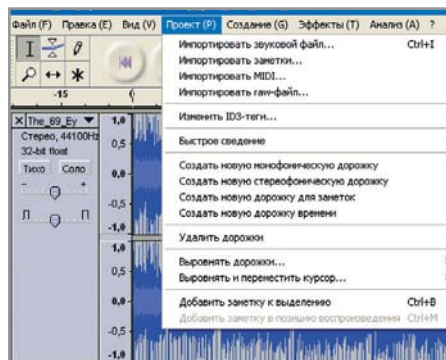 Файл (F) Правка (E) Вид (V) Проект (P) Создание (G) Эффекты (T) Анализ (A) ?
Импортировать звуковой файл... Ctrl+I
Импортировать заметки...
Импортировать MIDI...
Импортировать raw-файл...
Изменить ID3-теги...
Быстрое сведение
Создать новую монофоническую дорожку
Создать новую стереофоническую дорожку
Создать новую дорожку для заметок
Создать новую дорожку времени
Удалить дорожки
Выровнять дорожки...
Выровнять и переместить курсор...
Добавить заметку к выделению Ctrl+B
Добавить заметку в позицию воспроизведения Ctrl+M
-15
The_69_Ey
Стерео, 44100Hz
32-bit float
Тихо Соло
- +
Л П
1,0
0,5
0,0
-0,5
-1,0
1,0
0,5
0,0
-0,5
-1,0